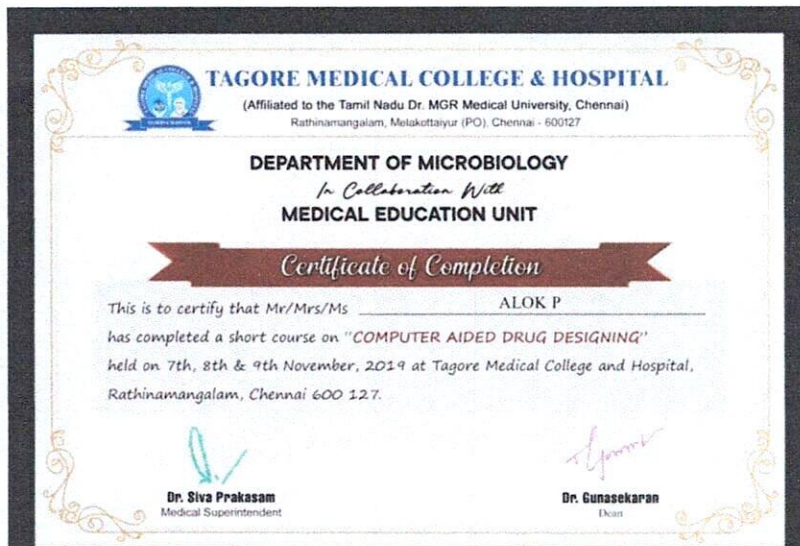 TAGORE MEDICAL COLLEGE & HOSPITAL
(Affiliated to the Tamil Nadu Dr. MGR Medical University, Chennai)
Rathinamangalam, Melakottaiyur (PO), Chennai - 600127
DEPARTMENT OF MICROBIOLOGY
In Collaboration With
MEDICAL EDUCATION UNIT
Certificate of Completion
This is to certify that Mr/Mrs/Ms ALOK P
has completed a short course on "COMPUTER AIDED DRUG DESIGNING"
held on 7th, 8th & 9th November, 2019 at Tagore Medical College and Hospital,
Rathinamangalam, Chennai 600 127.
Dr. Siva Prakasam
Medical Superintendent
Dr. Gunasekaran
Dean